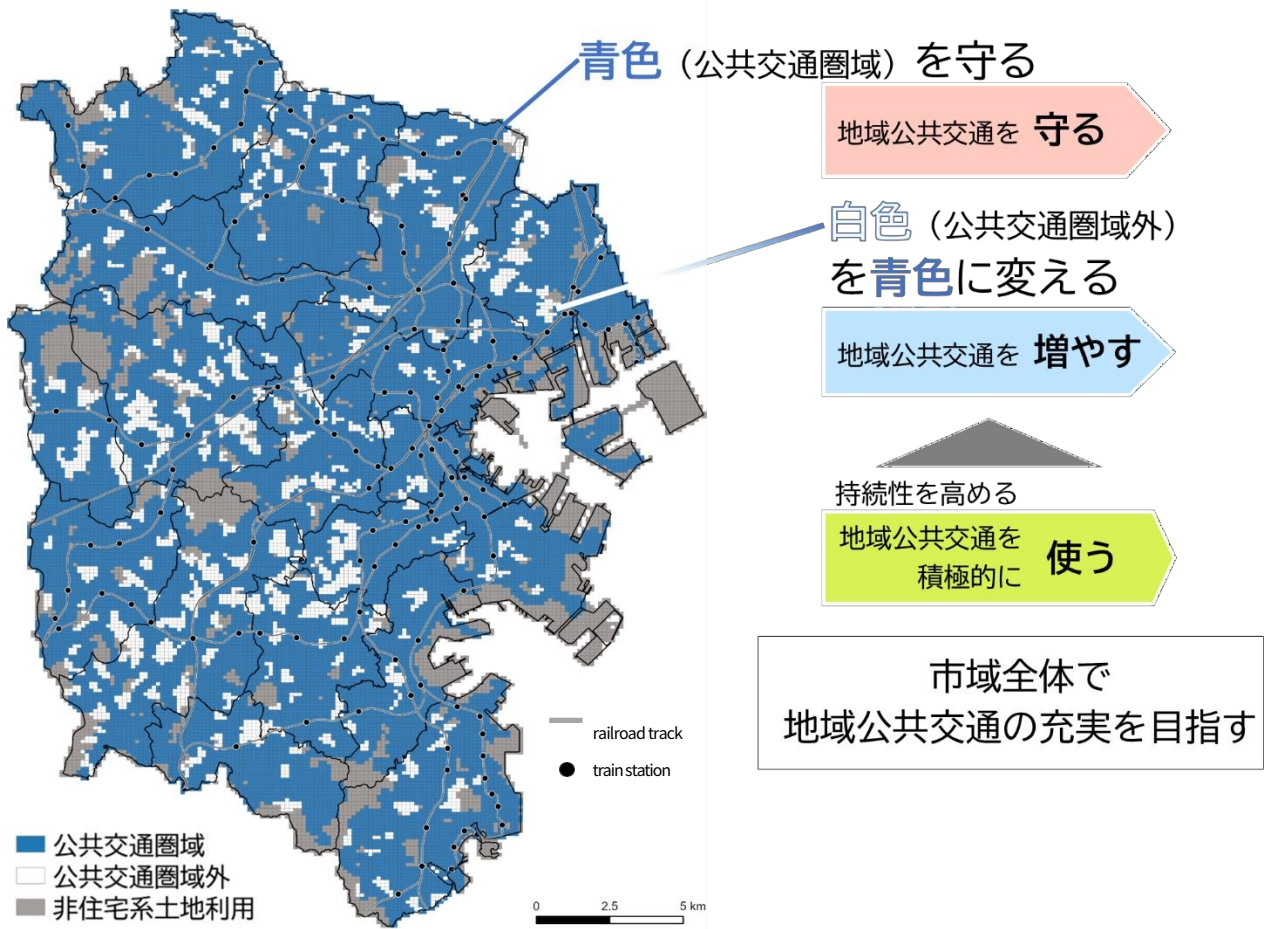 青色（公共交通圏域）を守る
地域公共交通を 守る
白色（公共交通圏域外）
を青色に変える
地域公共交通を 増やす
持続性を高める
地域公共交通を
積極的に 使う
市域全体で
地域公共交通の充実を目指す
railroad track
train station
公共交通圏域
公共交通圏域外
非住宅系土地利用
0 2.5 5 km